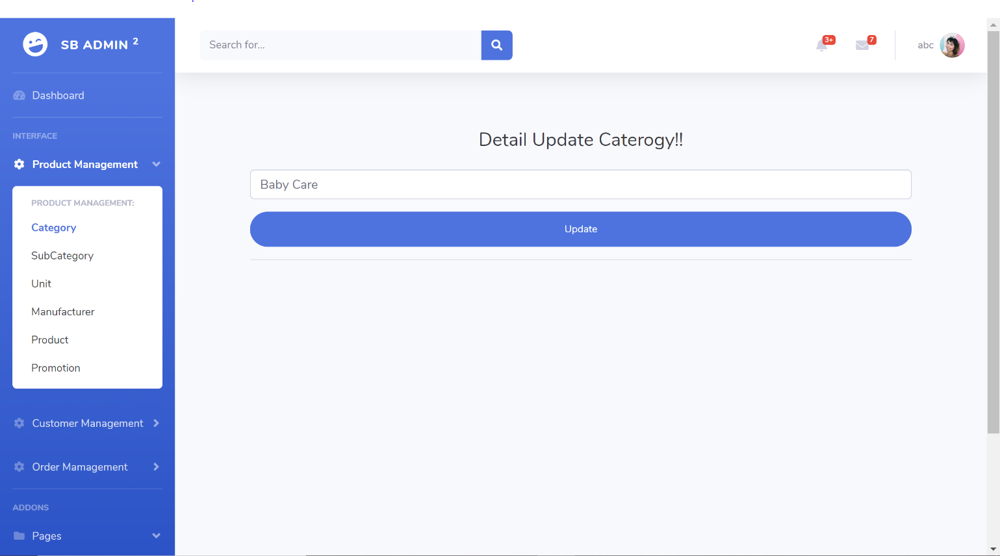 SB ADMIN 2
Search for...
3+
7
abc
Dashboard
INTERFACE
Product Management
PRODUCT MANAGEMENT:
Category
SubCategory
Unit
Manufacturer
Product
Promotion
Customer Management
Order Mamagement
ADDONS
Pages
Detail Update Caterogy!!
Baby Care
Update